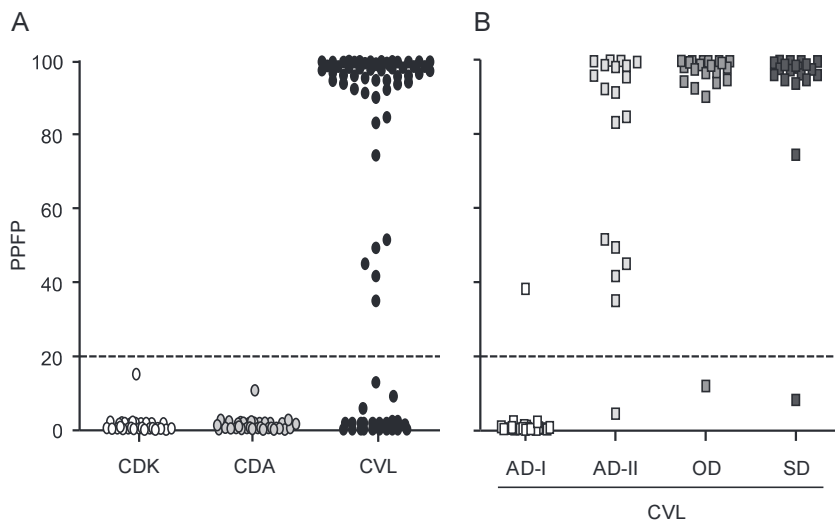 A
B
PPFP
100
80
60
40
20
0
CDK CDA CVL
AD-I AD-II OD SD
CVL